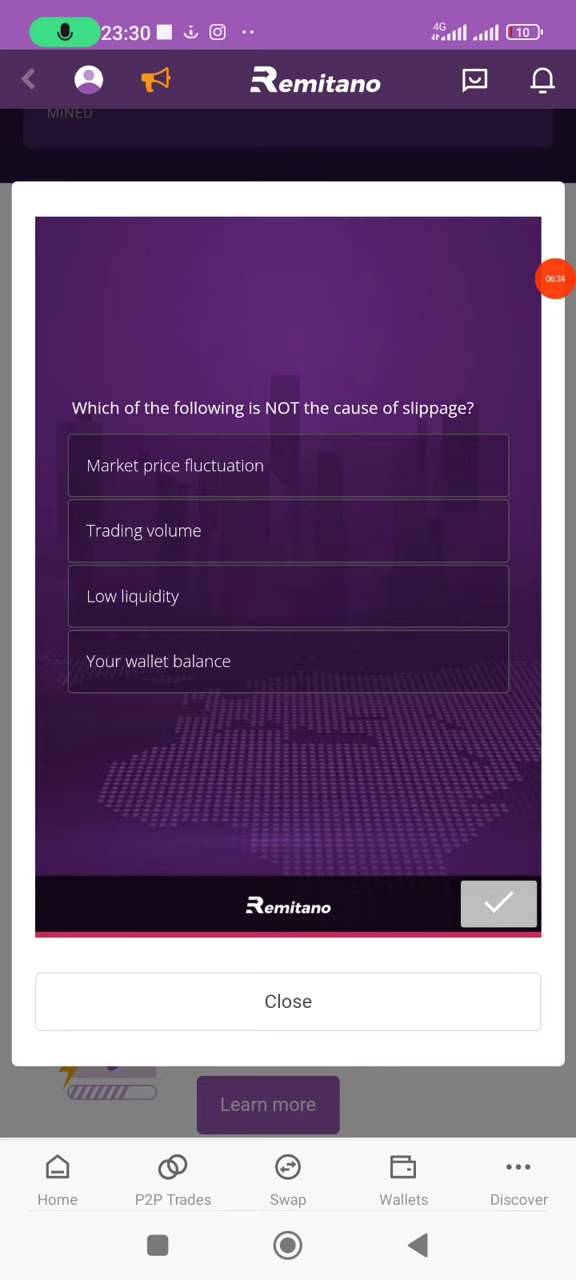 23:30
4G
10
Remitano
MINED
06:24
Which of the following is NOT the cause of slippage?
Market price fluctuation
Trading volume
Low liquidity
Your wallet balance
Remitano
Close
Learn more
Home
P2P Trades
Swap
Wallets
Discover